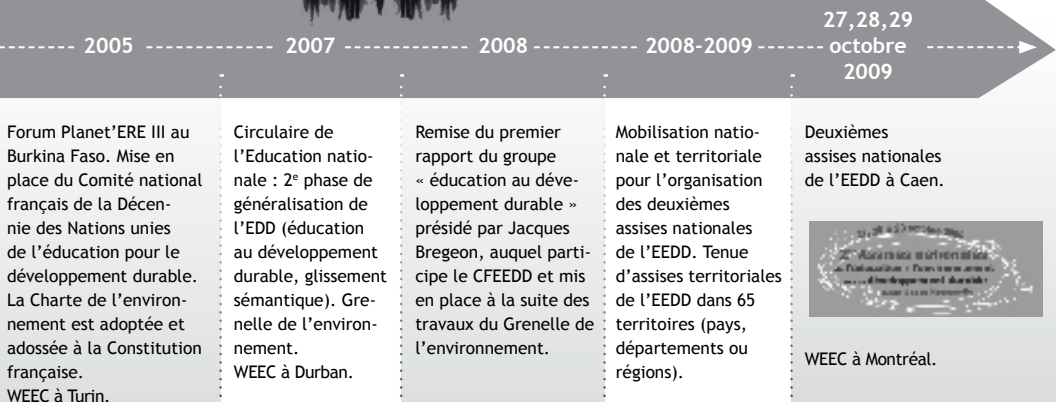 2005
2007
2008
2008-2009
27,28,29
octobre
2009
Forum Planet’ERE III au
Burkina Faso. Mise en
place du Comité national
français de la Décen-
nie des Nations unies
de l’éducation pour le
développement durable.
La Charte de l’environ-
nement est adoptée et
adossée à la Constitution
française.
WEEC à Turin.
Circulaire de
l’Education natio-
nale : 2e phase de
généralisation de
l’EDD (éducation
au développement
durable, glissement
sémantique). Gre-
nelle de l’environ-
nement.
WEEC à Durban.
Remise du premier
rapport du groupe
« éducation au déve-
loppement durable »
présidé par Jacques
Bregeon, auquel parti-
cipe le CFEEDD et mis
en place à la suite des
travaux du Grenelle de
l’environnement.
Mobilisation natio-
nale et territoriale
pour l’organisation
des deuxièmes
assises nationales
de l’EEDD. Tenue
d’assises territoriales
de l’EEDD dans 65
territoires (pays,
départements ou
régions).
Deuxièmes
assises nationales
de l’EEDD à Caen.
Assises nationales
développement durable
WEEC à Montréal.